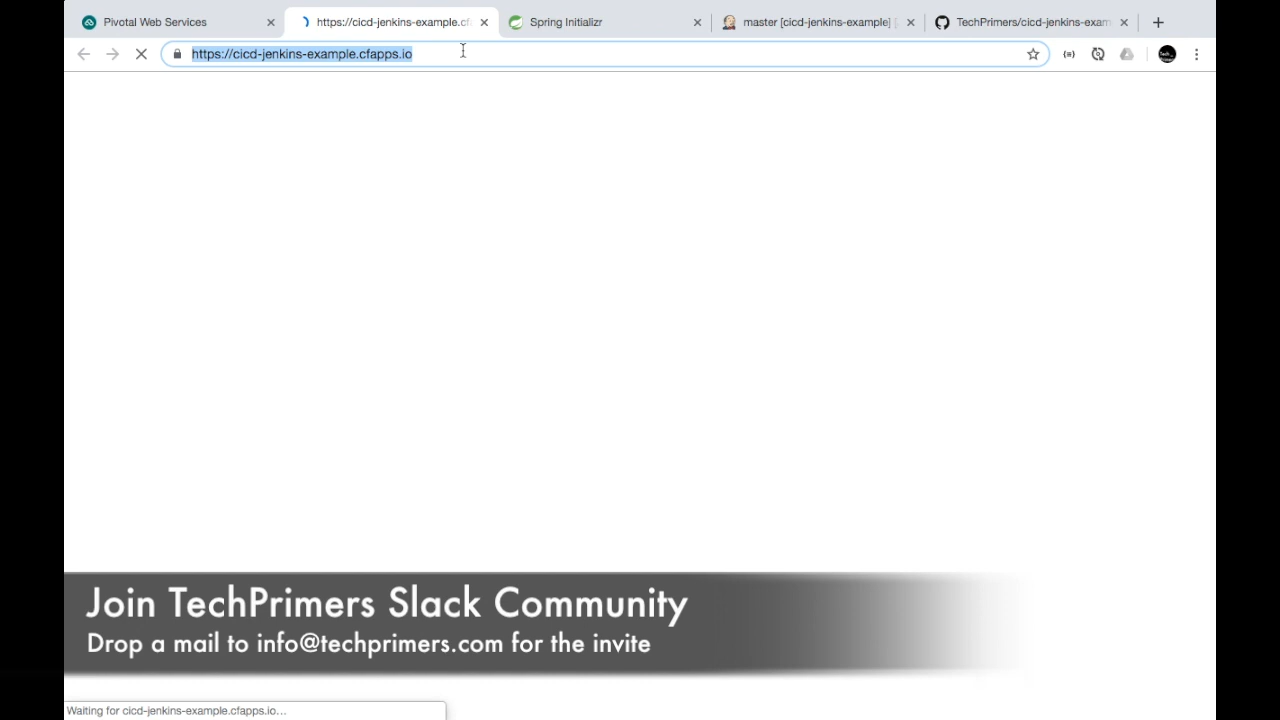 Pivotal Web Services
https://cicd-jenkins-example.cf
Spring Initializr
master [cicd-jenkins-example]
TechPrimers/cicd-jenkins-exam
https://cicd-jenkins-example.cfapps.io
Join TechPrimers Slack Community
Drop a mail to info@techprimers.com for the invite
Waiting for cicd-jenkins-example.cfapps.io...